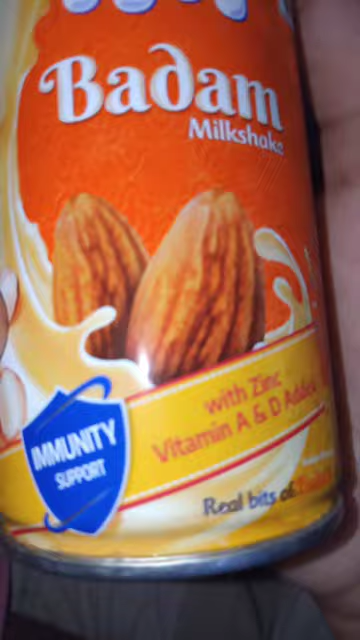 Badam
Milkshake
with Zinc
Vitamin A & D Added
IMMUNITY
SUPPORT
Real bits of